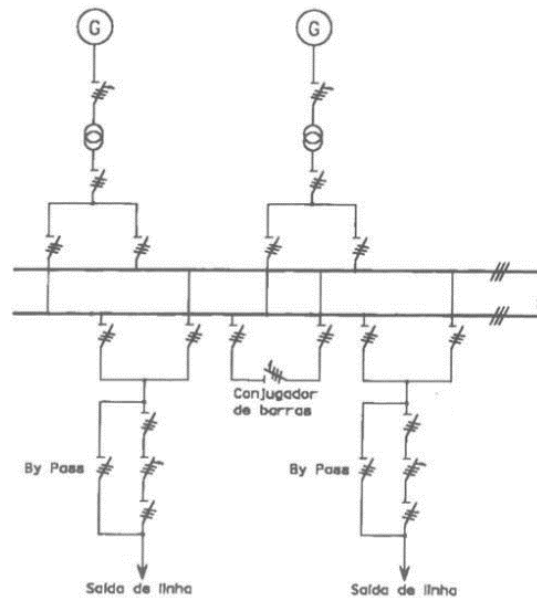 G
G
Conjugador
de barras
By Pass
By Pass
Saída de linha
Saída de linha